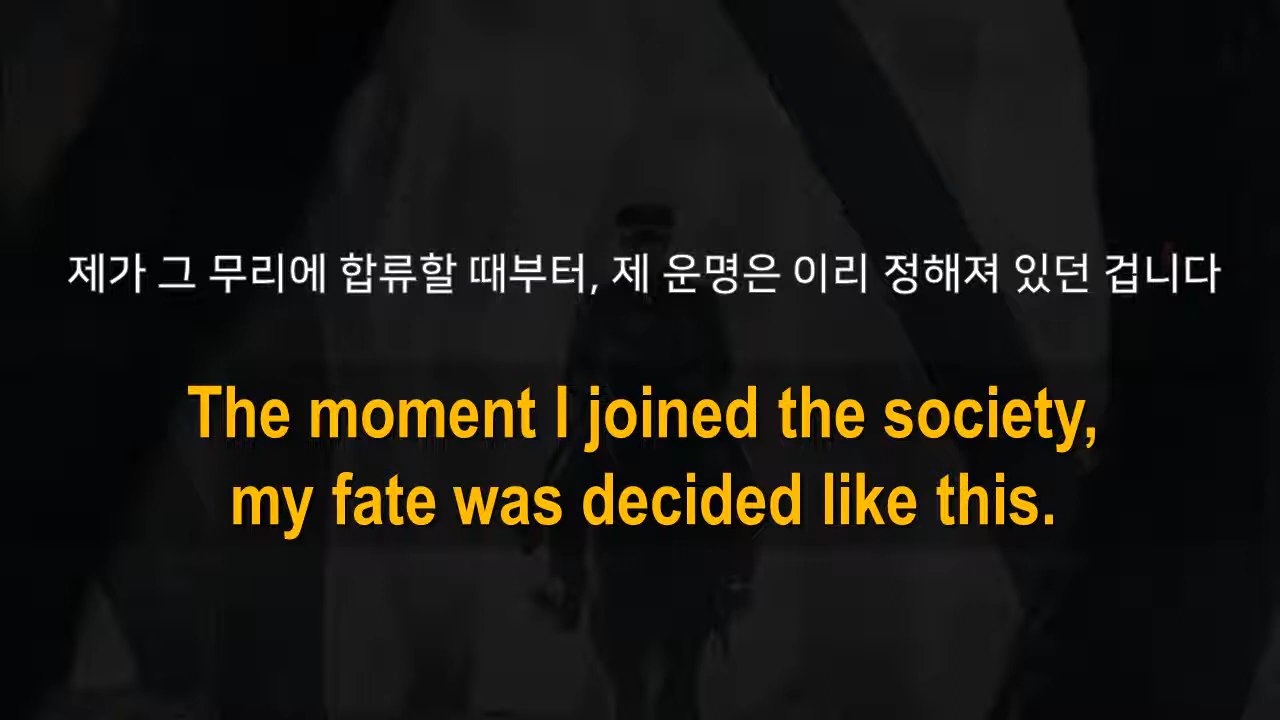 제가 그 무리에 합류할 때부터, 제 운명은 이리 정해져 있던 겁니다
The moment I joined the society,
my fate was decided like this.